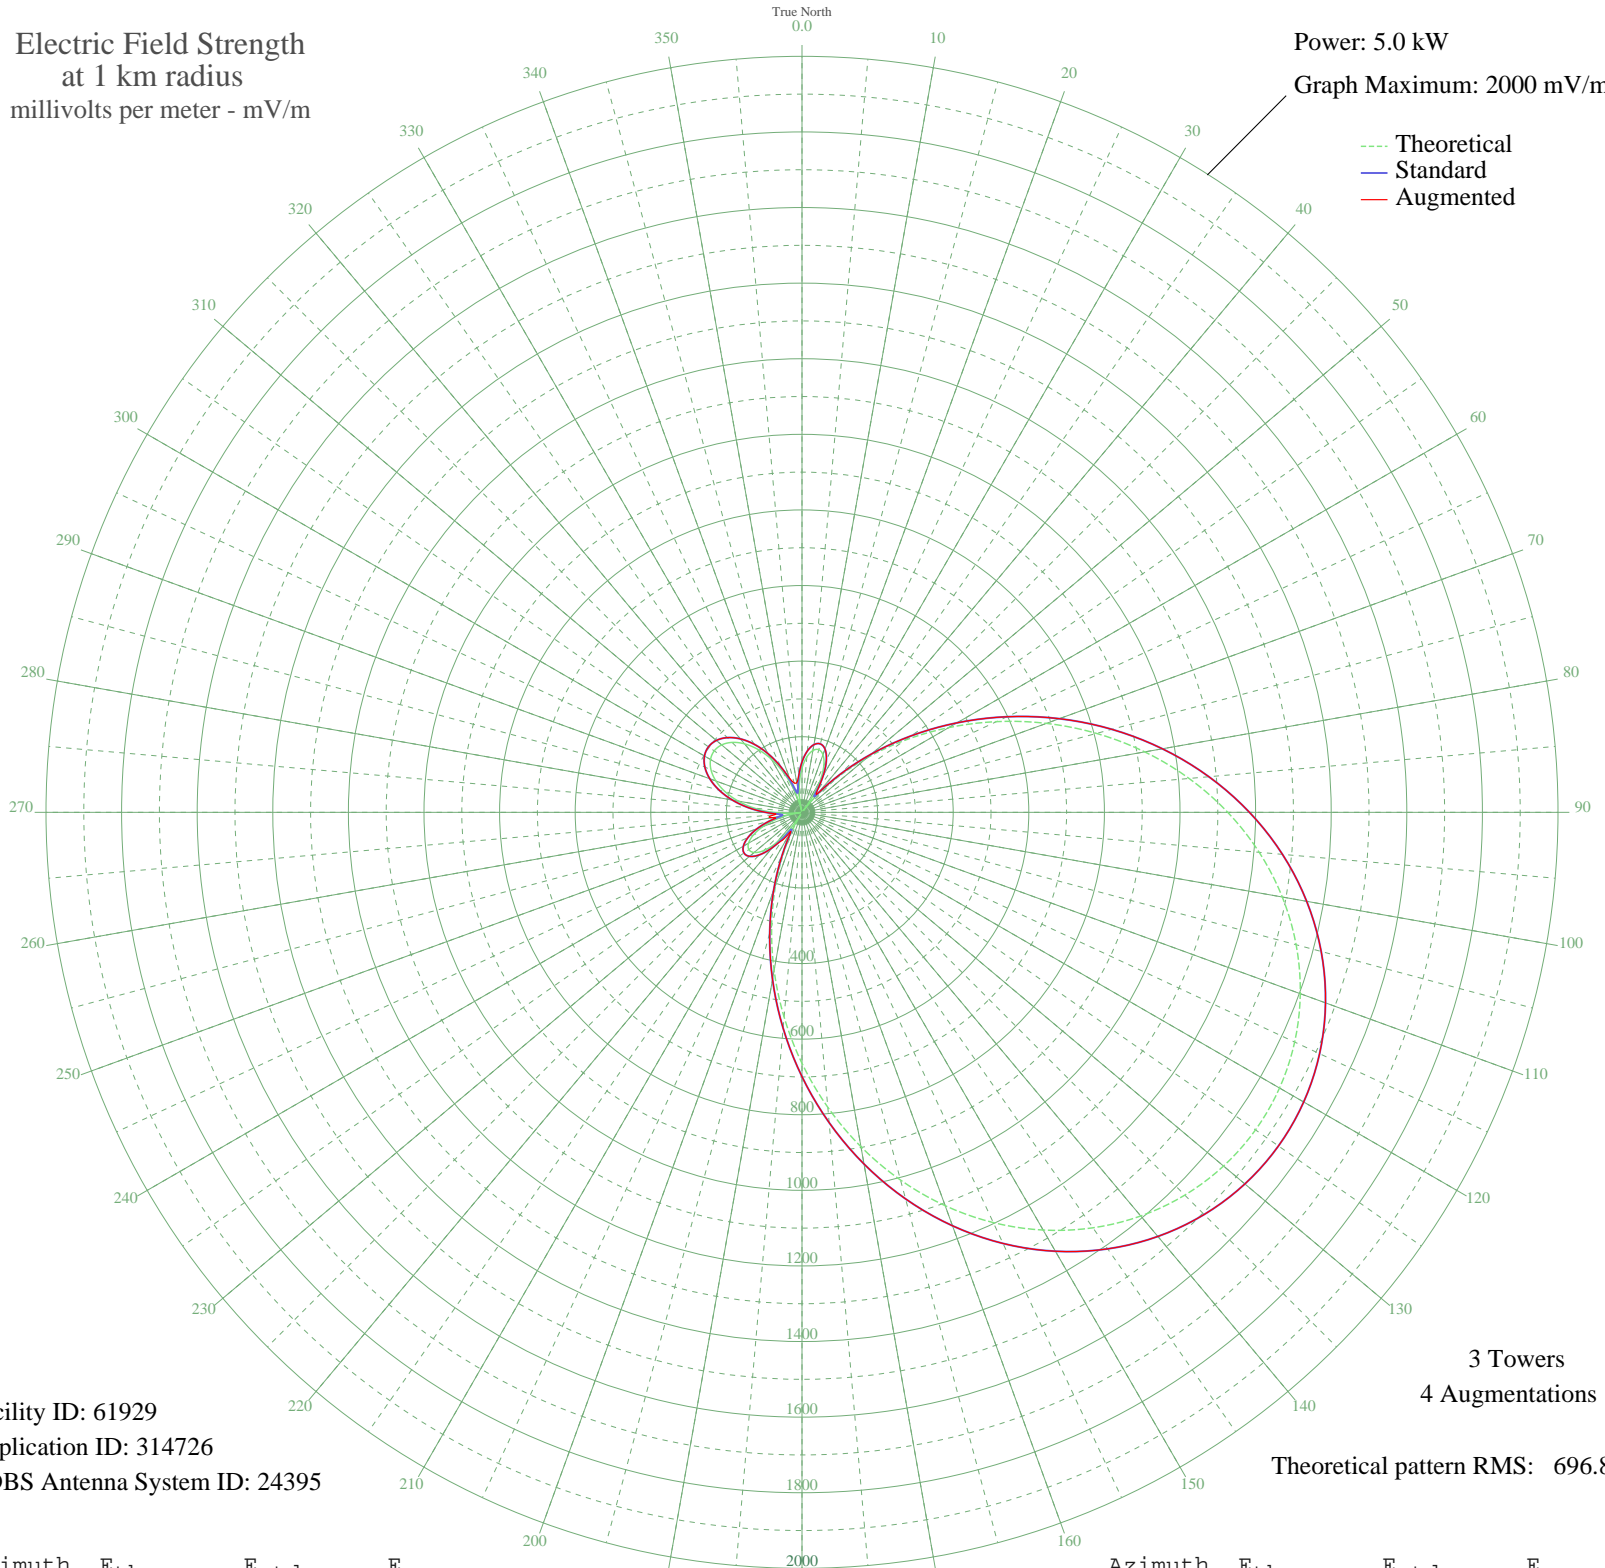 True North
0.0
Electric Field Strength
at 1 km radius
millivolts per meter - mV/m
Power: 5.0 kW
Graph Maximum: 2000 mV/m
Theoretical
Standard
Augmented
350
10
340
20
330
30
320
40
310
50
300
60
290
70
280
80
270
90
260
100
250
110
240
120
230
130
220
140
210
150
200
160
400
600
800
1000
1200
1400
1600
1800
2000
3 Towers
4 Augmentations
cility ID: 61929
plication ID: 314726
DBS Antenna System ID: 24395
Theoretical pattern RMS: 696.8
imuth E E E
Azimuth E E E